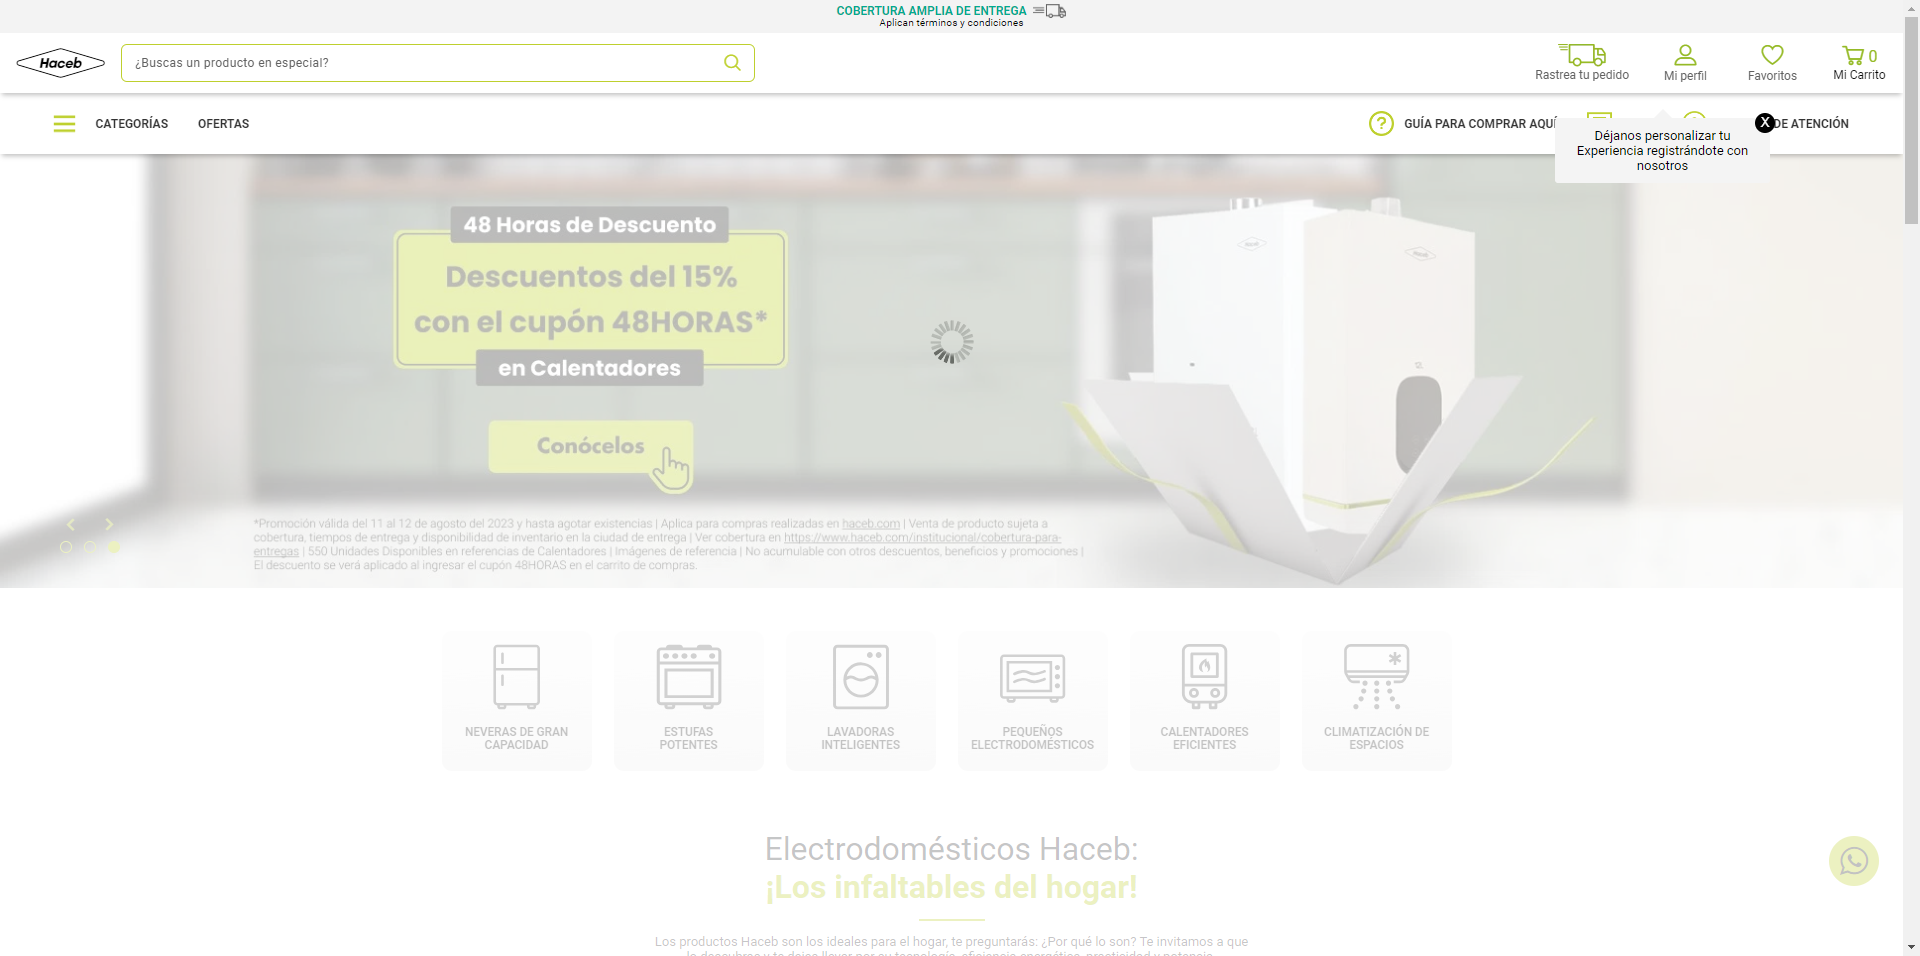 COBERTURA AMPLIA DE ENTREGA
Aplican términos y condiciones
Haceb
¿Buscas un producto en especial?
Rastrea tu pedido
Mi perfil
Favoritos
0
Mi Carrito
CATEGORÍAS
OFERTAS
GUÍA PARA COMPRAR AQUÍ
DE ATENCIÓN
X
Déjanos personalizar tu
Experiencia registrándote con
nosotros
48 Horas de Descuento
Descuentos del 15%
con el cupón 48HORAS*
en Calentadores
Conócelos
*Promoción válida del 11 al 12 de agosto del 2023 y hasta agotar existencias | Aplica para compras realizadas en haceb.com | Venta de producto sujeta a
cobertura, tiempos de entrega y disponibilidad de inventario en la ciudad de entrega | Ver cobertura en https://www.haceb.com/institucional/cobertura-para-
entregas | 550 Unidades Disponibles en referencias de Calentadores | Imágenes de referencia | No acumulable con otros descuentos, beneficios y promociones |
El descuento se verá aplicado al ingresar el cupón 48HORAS en el carrito de compras.
NEVERAS DE GRAN
CAPACIDAD
ESTUFAS
POTENTES
LAVADORAS
INTELIGENTES
PEQUEÑOS
ELECTRODOMÉSTICOS
CALENTADORES
EFICIENTES
CLIMATIZACIÓN DE
ESPACIOS
Electrodomésticos Haceb:
¡Los infaltables del hogar!
Los productos Haceb son los ideales para el hogar, te preguntarás: ¿Por qué lo son? Te invitamos a que